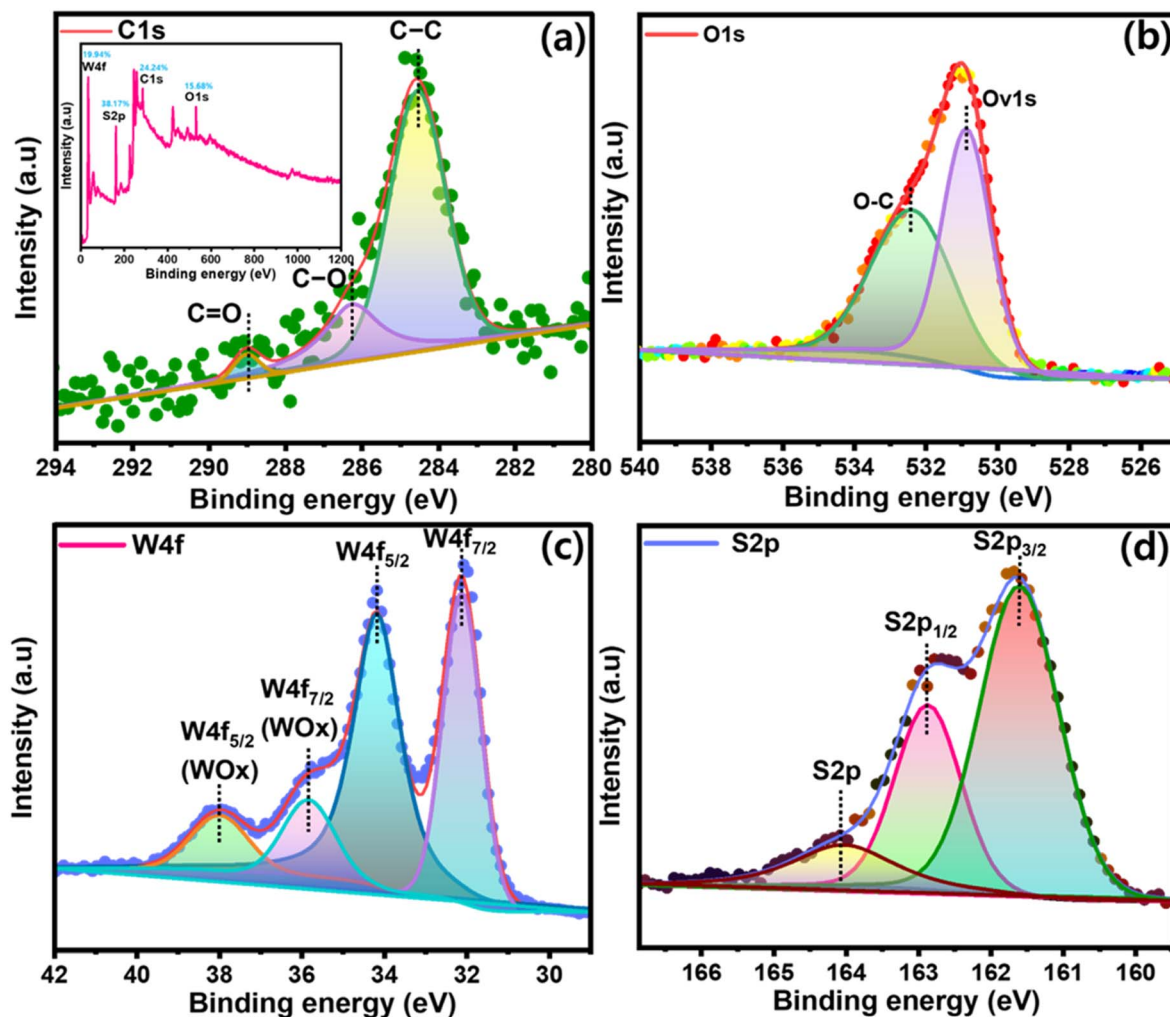 C1s
C−C
(a)
19.94%
W4f
24.24%
C1s
38.17%
S2p
15.68%
O1s
Intensity (a.u)
0 200 400 600 800 1000 1200
Binding energy (eV)
C−O
C=O
Intensity (a.u)
294 292 290 288 286 284 282 280
Binding energy (eV)
O1s
(b)
Ov1s
O-C
Intensity (a.u)
540 538 536 534 532 530 528 526
Binding energy (eV)
W4f
W4f5/2
W4f7/2
(c)
W4f7/2
(WOx)
W4f5/2
(WOx)
Intensity (a.u)
42 40 38 36 34 32 30
Binding energy (eV)
S2p
S2p3/2
(d)
S2p1/2
S2p
Intensity (a.u)
166 165 164 163 162 161 160
Binding energy (eV)